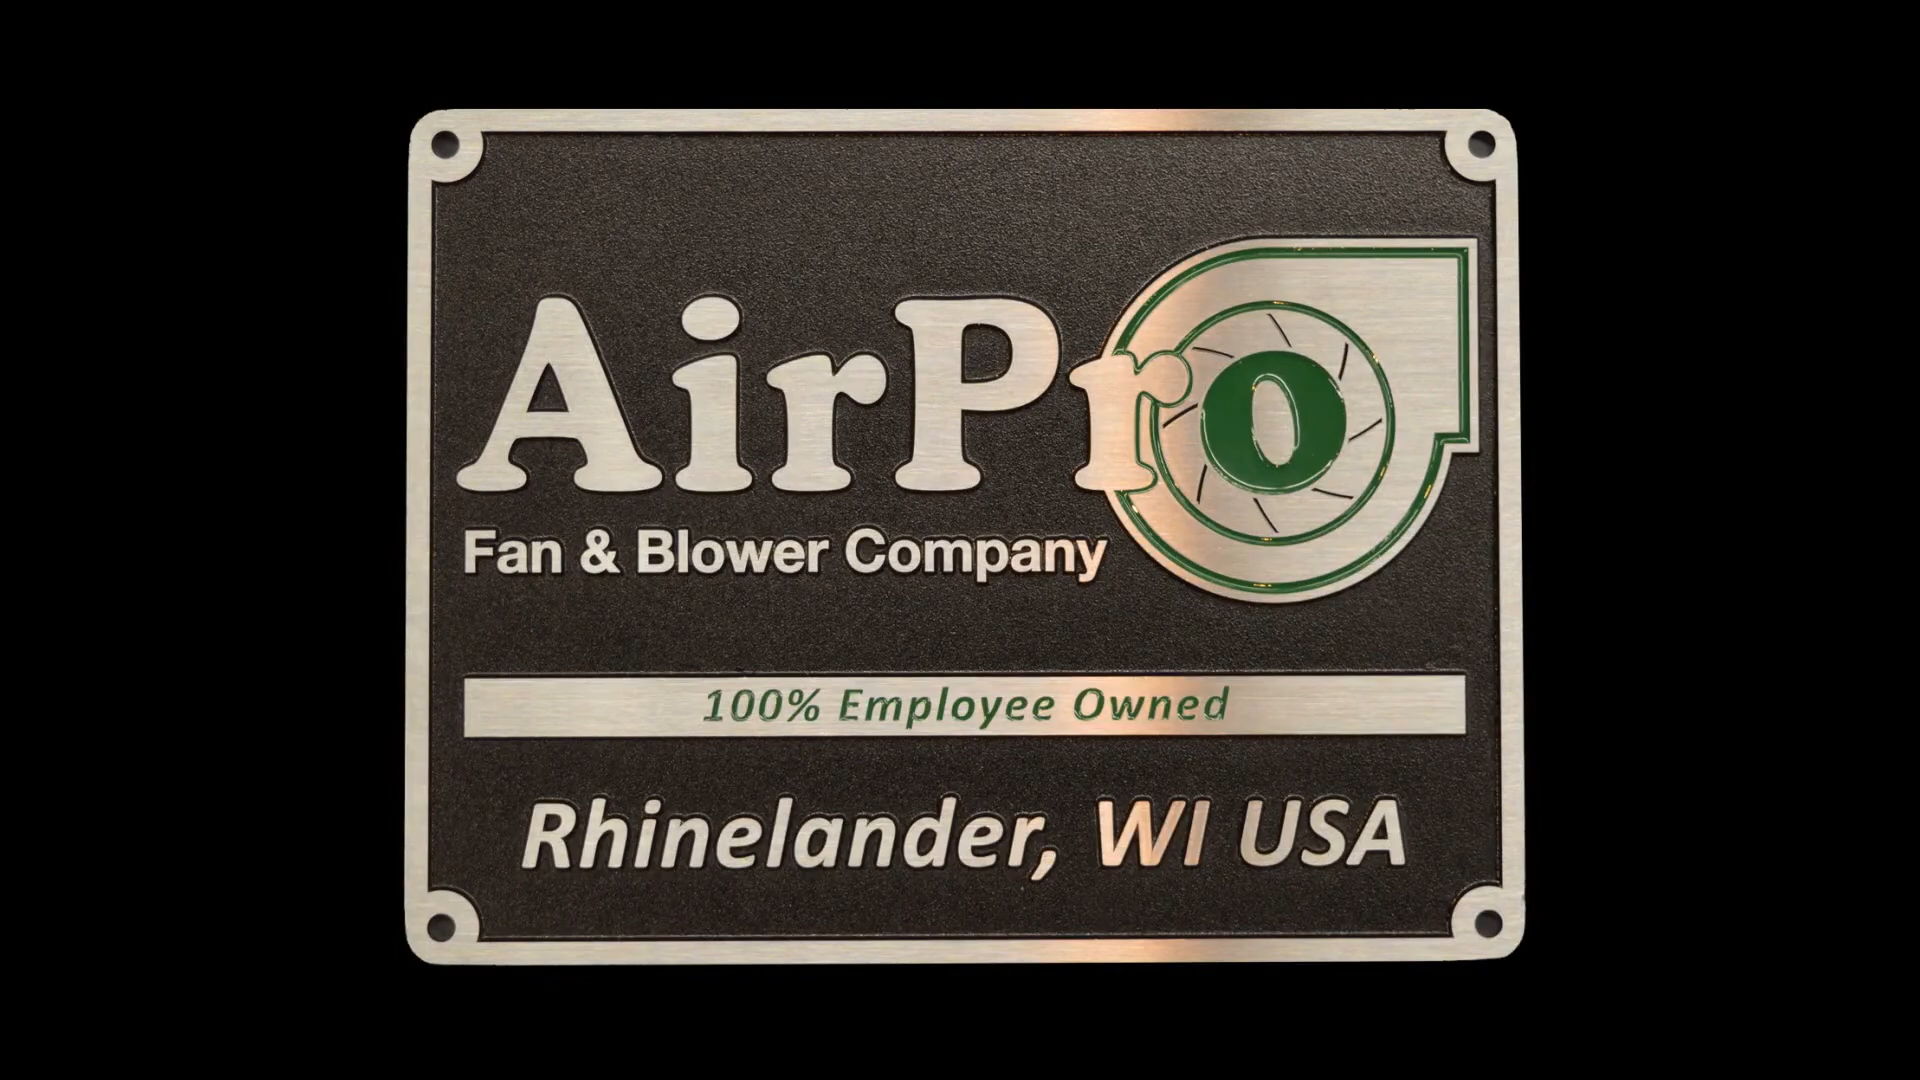 AirPro
Fan & Blower Company
100% Employee Owned
Rhinelander, WI USA